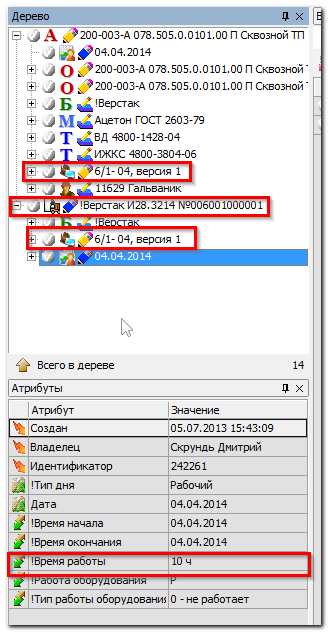 Дерево
А 200-003-А 078.505.0.0101.00 П Сквозной ТП
04.04.2014
О 200-003-А 078.505.0.0101.00 П Сквозной Т
О 200-003-А 078.505.0.0101.00 П Сквозной Т
Б !Верстак
М Ацетон ГОСТ 2603-79
Т ВД 4800-1428-04
Т ИЖКС 4800-3804-06
6/1- 04, версия 1
11629 Гальваник
!Верстак И28.3214 №006001000001
Б !Верстак
6/1- 04, версия 1
04.04.2014
Всего в дереве 14
Атрибуты
Атрибут Значение
Создан 05.07.2013 15:43:09
Владелец Скрундь Дмитрий
Идентификатор 242261
!Тип дня Рабочий
Дата 04.04.2014
!Время начала 04.04.2014
!Время окончания 04.04.2014
!Время работы 10 ч
!Работа оборудования Р
!Тип работы оборудования 0 - не работает